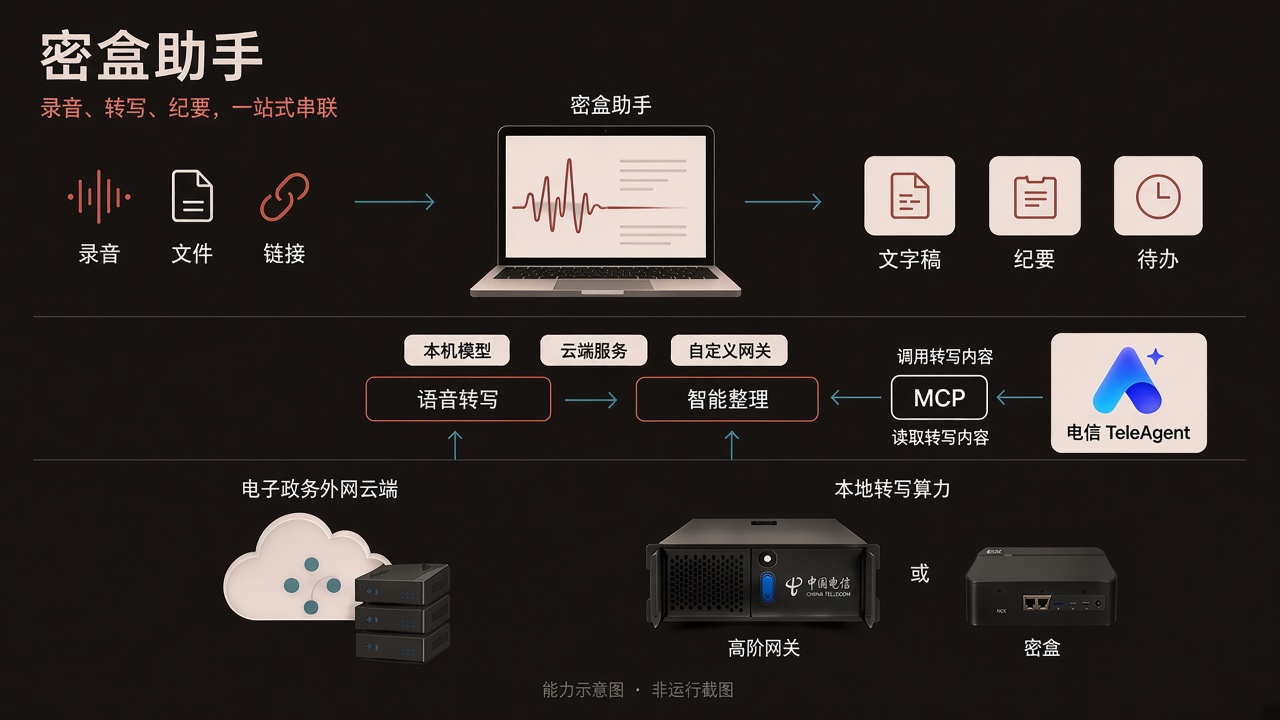 密盒助手
录音、转写、纪要，一站式串联
密盒助手
录音
文件
链接
文字稿
纪要
待办
本机模型
云端服务
自定义网关
语音转写
智能整理
调用转写内容
MCP
读取转写内容
电信 TeleAgent
电子政务外网云端
本地转写算力
中国电信
CHINA TELECOM
或
高阶网关
密盒
能力示意图 · 非运行截图